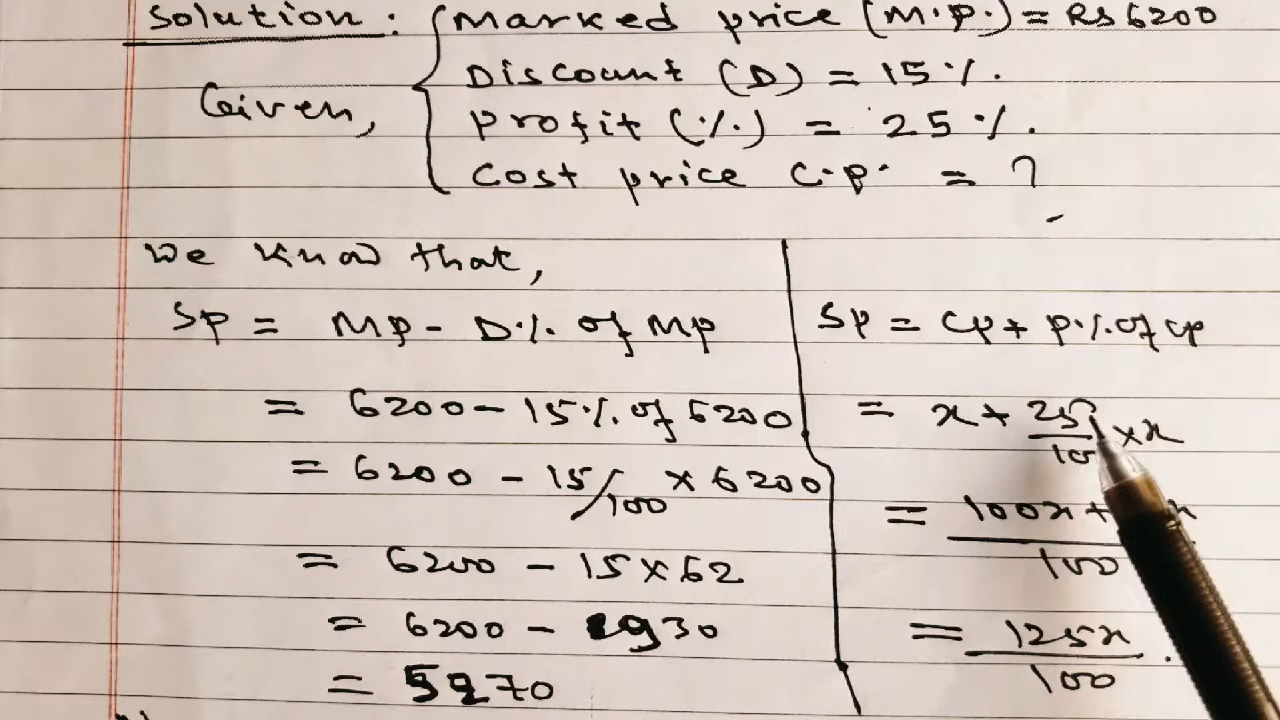 Solution : Marked price (M.P.) = Rs 6200
Given,
Discount (D) = 15 %.
Profit (%) = 25 %.
Cost price C.P. = ?
We know that,
SP = MP - D% of MP
= 6200 - 15% of 6200
= 6200 - 15/100 × 6200
= 6200 - 15 × 62
= 6200 - 930
= 5270
SP = CP + P% of CP
= x + 25/100 × x
= 100x +
100
= 125x/100